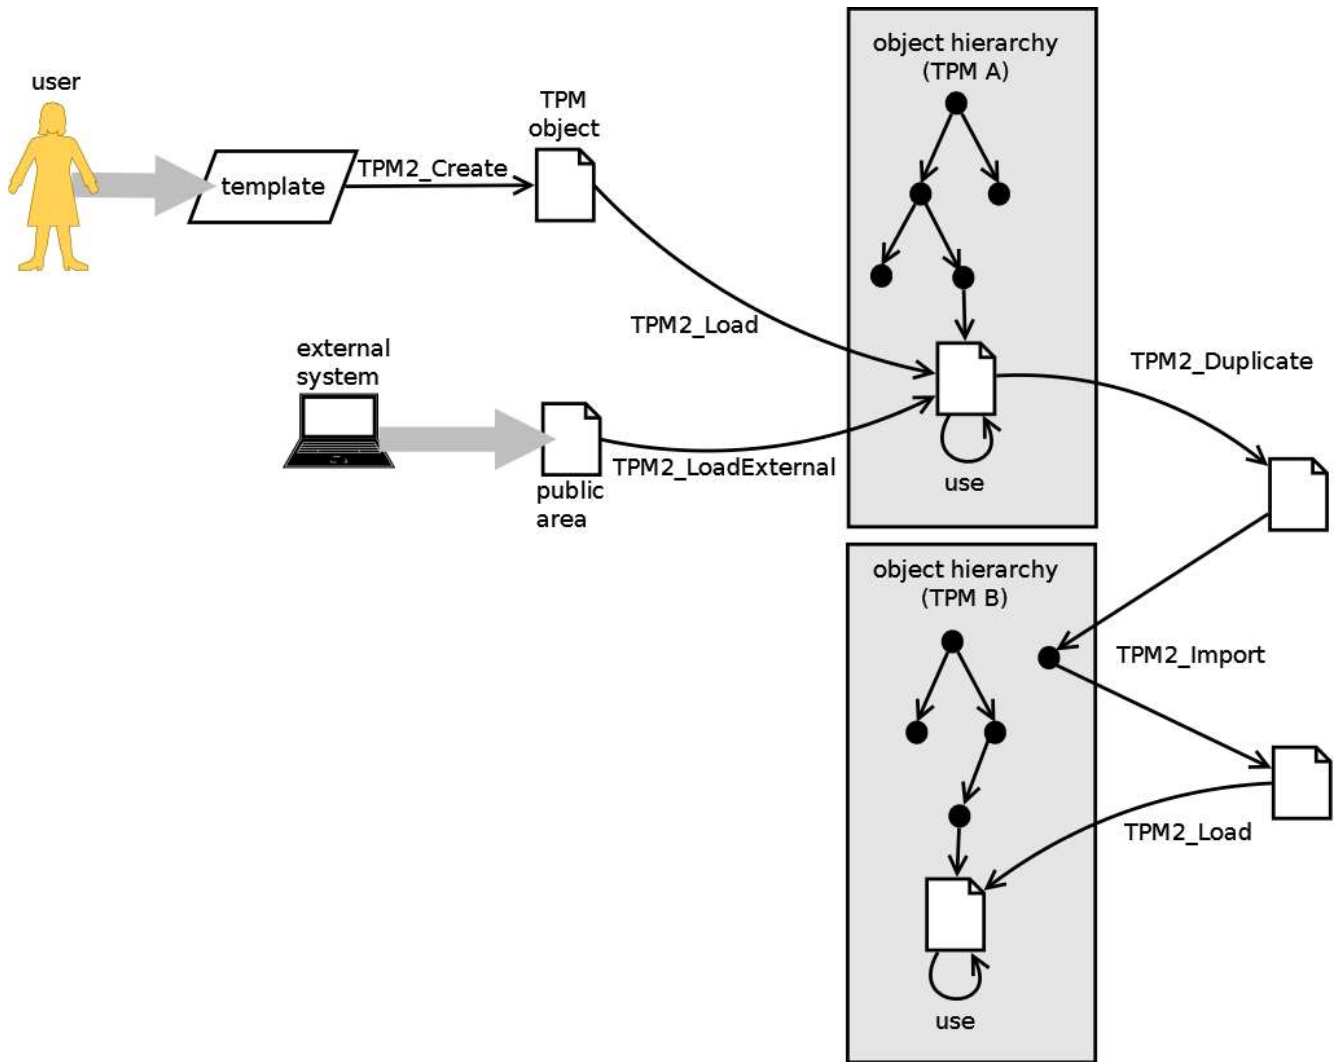 object hierarchy
(TPM A)
user
TPM
object
TPM2_Create
template
TPM2_Load
external
system
TPM2_Duplicate
TPM2_LoadExternal
public
area
use
object hierarchy
(TPM B)
TPM2_Import
TPM2_Load
use